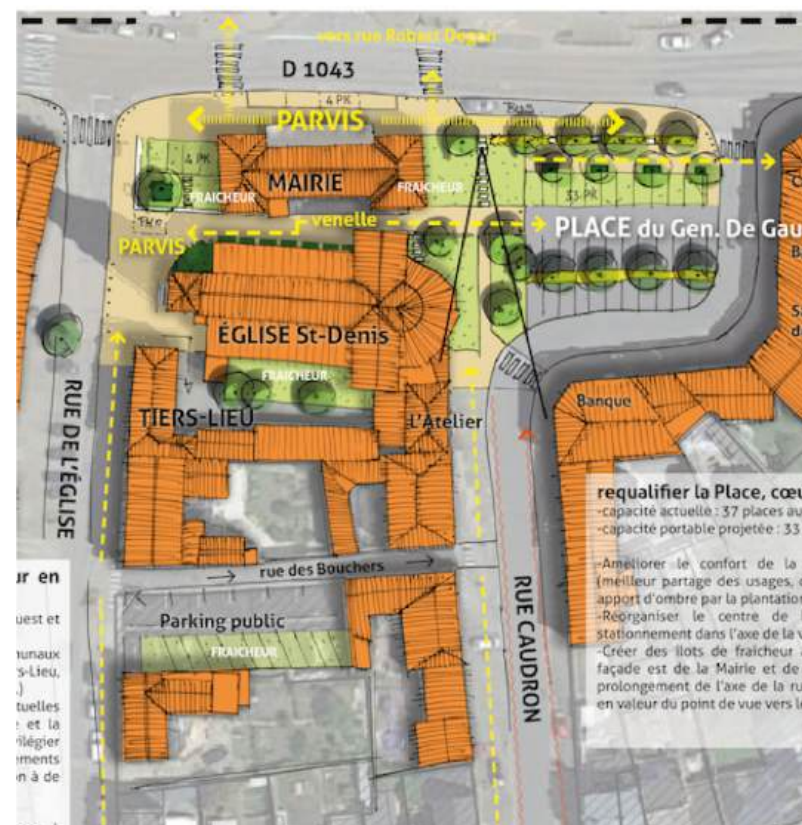 vers rue Robert Degon
D 1043
4 PK
PARVIS
4 PK
MAIRIE
FRAICHEUR
FRAICHEUR
33 PK
venelle
PARVIS
PLACE du Gen. De Gau
ÉGLISE St-Denis
FRAICHEUR
TIERS-LIEU
L'Atelier
Banque
RUE DE L'ÉGLISE
rue des Bouchers
Parking public
FRAICHEUR
RUE CAUDRON
requalifier la Place, cœu
-capacité actuelle : 37 places au
-capacité portable projetée : 33
-Améliorer le confort de la
(meilleur partage des usages,
apport d'ombre par la plantation
-Réorganiser le centre de
stationnement dans l'axe de la v
-Créer des ilots de fraicheur
façade est de la Mairie et de
prolongement de l'axe de la ru
en valeur du point de vue vers le
ur en
uest et
munaux
s-Lieu,
.)
tuelles
e et la
vilégier
ements
on à de